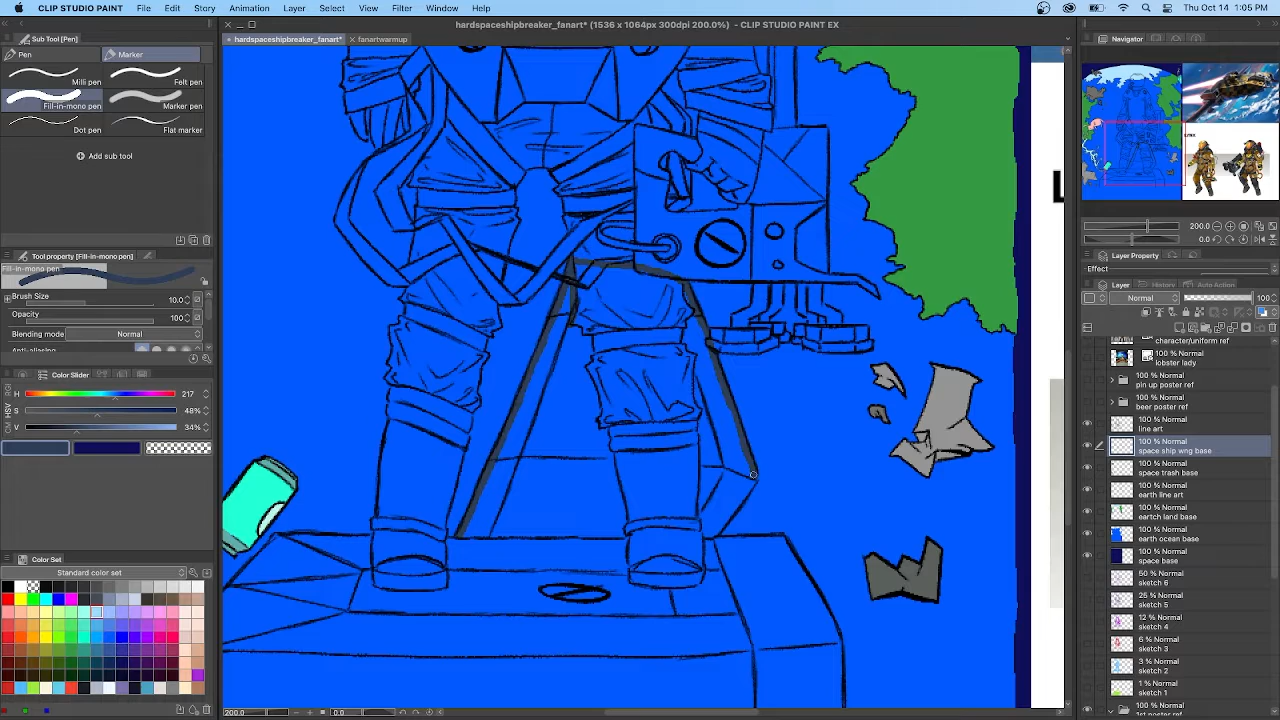 CLIP STUDIO PAINT File Edit Story Animation Layer Select View Filter Window Help Thu Oct 14 1:05 PM
hardspaceshipbreaker_fanart* (1536 x 1064px 300dpi 200.0%) - CLIP STUDIO PAINT EX
Sub Tool [Pen]
hardspaceshipbreaker_fanart*
fanartwarmup
Navigator
Pen
Marker
Milli pen
Felt pen
Fill-in-mono pen
Marker pen
Dot pen
Flat marker
Add sub tool
LYNX
L
200.0
0.0
Tool property [Fill-in-mono pen]
Fill-in-mono pen
Brush Size 10.0
Opacity 100
Blending mode Normal
Anti-aliasing
Layer Property
Effect
Layer
History
Auto Action
Normal 100
character/uniform ref
100 % Normal
lobster lady
100 % Normal
pin up poster ref
100 % Normal
beer poster ref
100 % Normal
line art
100 % Normal
space ship wng base
100 % Normal
space trash base
100 % Normal
earth line art
100 % Normal
eartch land base
100 % Normal
earth ocean base
100 % Normal
space base
50 % Normal
sketch 6
25 % Normal
sketch 5
12 % Normal
sketch 4
6 % Normal
sketch 3
3 % Normal
sketch 2
1 % Normal
sketch 1
100 % Normal
1st poster ref
Color Slider
H 217
S 48%
V 34%
HSV
Color Set
Standard color set
200.0
0.0